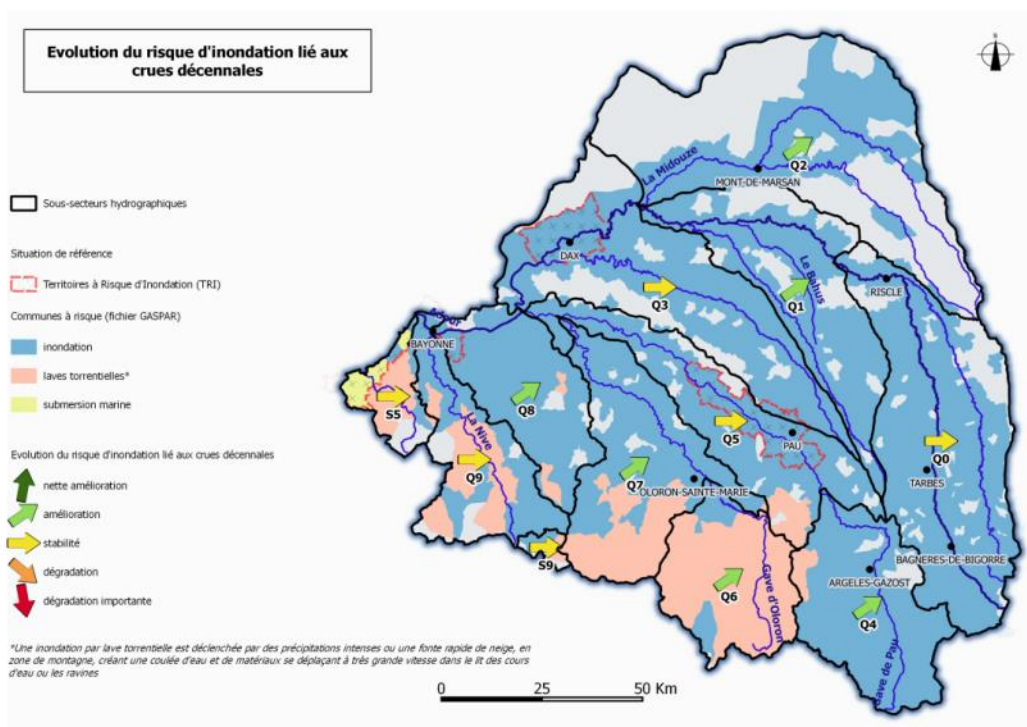 Evolution du risque d'inondation lié aux
crues décennales
Sous-secteurs hydrographiques
Situation de référence
Territoires à Risque d'Inondation (TRI)
Communes à risque (fichier GASPAR)
inondation
laves torrentielles*
submersion marine
Evolution du risque d'inondation lié aux crues décennales
nette amélioration
amélioration
stabilité
dégradation
dégradation importante
*Une inondation par lave torrentielle est déclenchée par des précipitations intenses ou une fonte rapide de neige, en
zone de montagne, créant une coulée d'eau et de matériaux se déplaçant à très grande vitesse dans le lit des cours
d'eau ou les ravines
0 25 50 Km
La Midouze
Q2
MONT-DE-MARSAN
DAX
Le Bahus
RISCLE
Q3
Q1
BAYONNE
S5
Q8
La Nive
Q9
Q5
PAU
Q0
TARBES
Q7
OLORON-SAINTE-MARIE
S9
BAGNERES-DE-BIGORRE
ARGELES-GAZOST
Q6
Gave d'Oloron
Q4
Gave de Pau